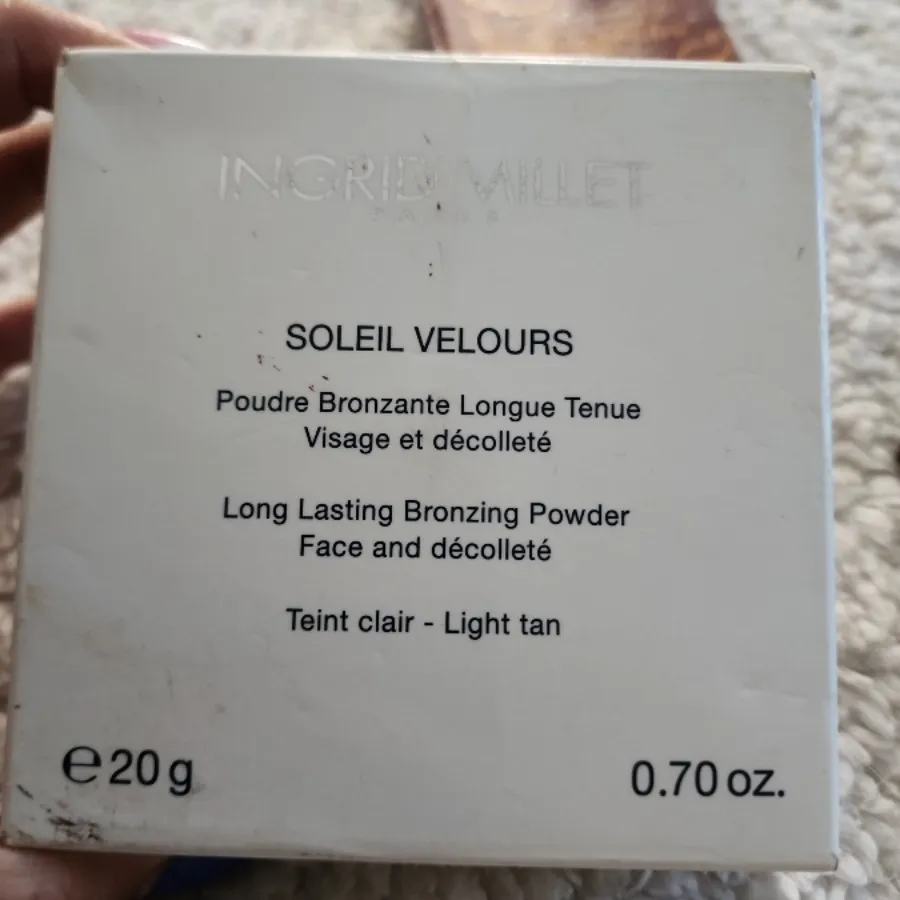 INGRID MILLET
PARIS
SOLEIL VELOURS
Poudre Bronzante Longue Tenue
Visage et décolleté
Long Lasting Bronzing Powder
Face and décolleté
Teint clair - Light tan
℮ 20 g
0.70 oz.